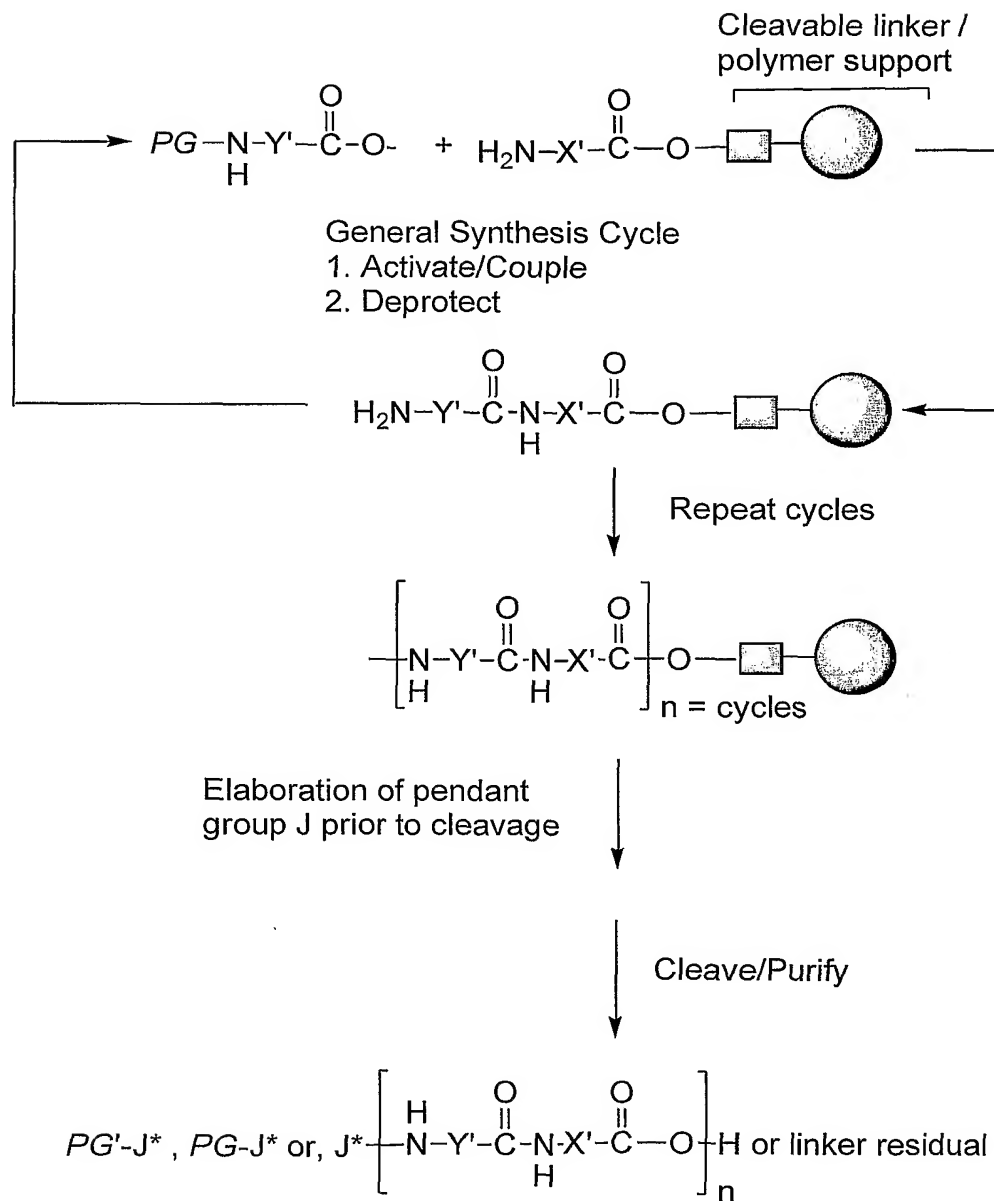 Cleavable linker /
polymer support
PG–N–Y'–C–O- + H₂N–X'–C–O
H
O
O
General Synthesis Cycle
1. Activate/Couple
2. Deprotect
O
O
H₂N–Y'–C-N–X'–C–O
H
Repeat cycles
O
O
N–Y'–C-N–X'–C–O
H
H
n = cycles
Elaboration of pendant
group J prior to cleavage
Cleave/Purify
H
O
O
PG'-J* , PG-J* or, J*–N–Y'–C-N–X'–C–O–H or linker residual
H
n